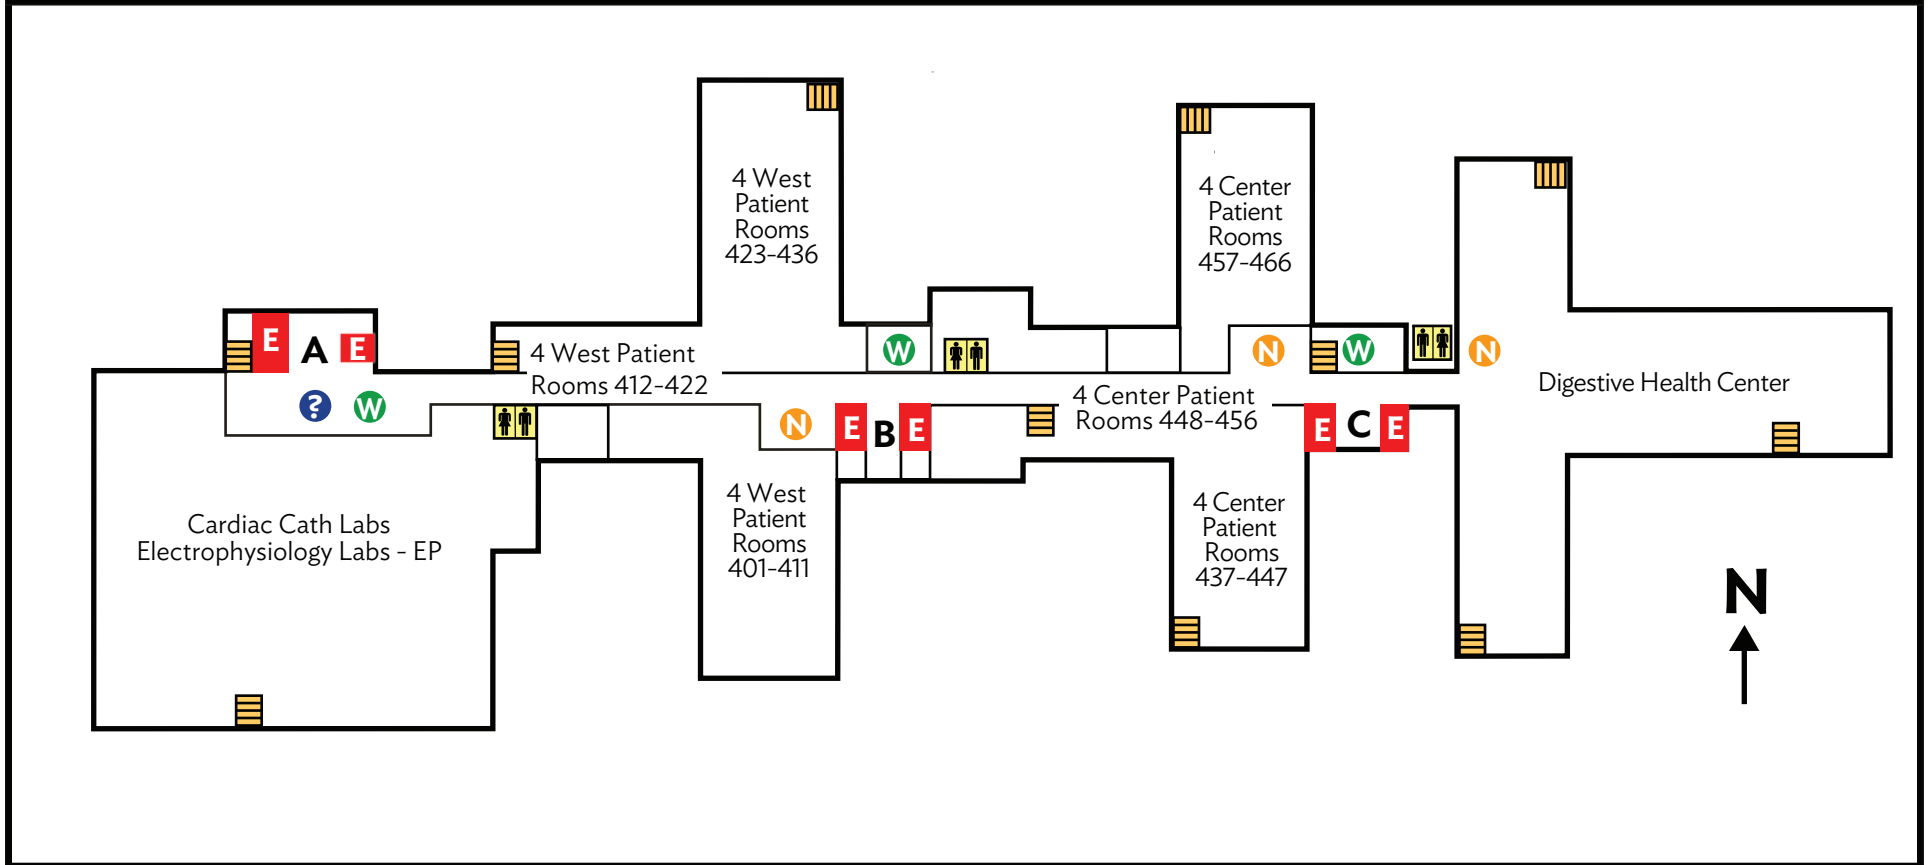 4 West
Patient
Rooms
423-436
4 Center
Patient
Rooms
457-466
E
A
E
4 West Patient
Rooms 412-422
W
N
W
N
Digestive Health Center
?
W
N
E
B
E
4 Center Patient
Rooms 448-456
E
C
E
4 West
Patient
Rooms
401-411
4 Center
Patient
Rooms
437-447
Cardiac Cath Labs
Electrophysiology Labs - EP
N